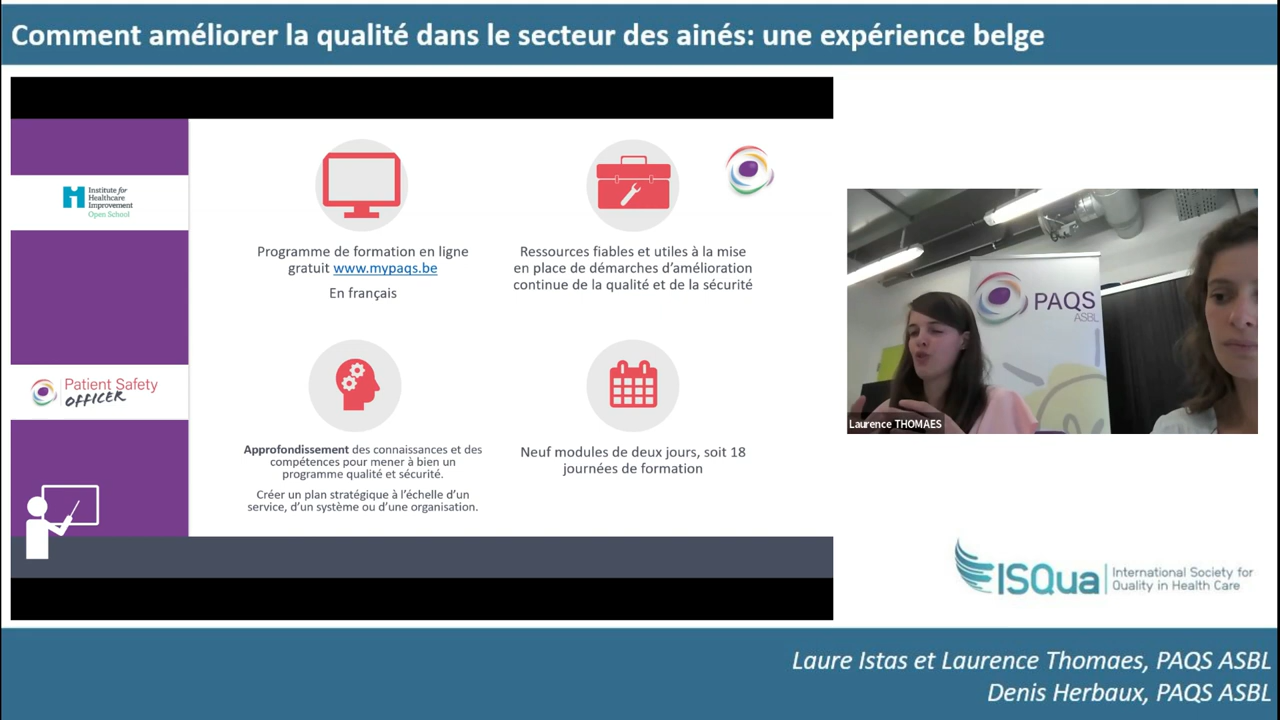 Comment améliorer la qualité dans le secteur des ainés: une expérience belge
Institute for
Healthcare
Improvement
Open School
Programme de formation en ligne
gratuit www.mypaqs.be
En français
Ressources fiables et utiles à la mise
en place de démarches d'amélioration
continue de la qualité et de la sécurité
Patient Safety
OFFICER
Approfondissement des connaissances et des
compétences pour mener à bien un
programme qualité et sécurité.
Créer un plan stratégique à l'échelle d'un
service, d'un système ou d'une organisation.
Neuf modules de deux jours, soit 18
journées de formation
PAQS
ASBL
Laurence THOMAES
ISQua
International Society for
Quality in Health Care
Laure Istas et Laurence Thomaes, PAQS ASBL
Denis Herbaux, PAQS ASBL